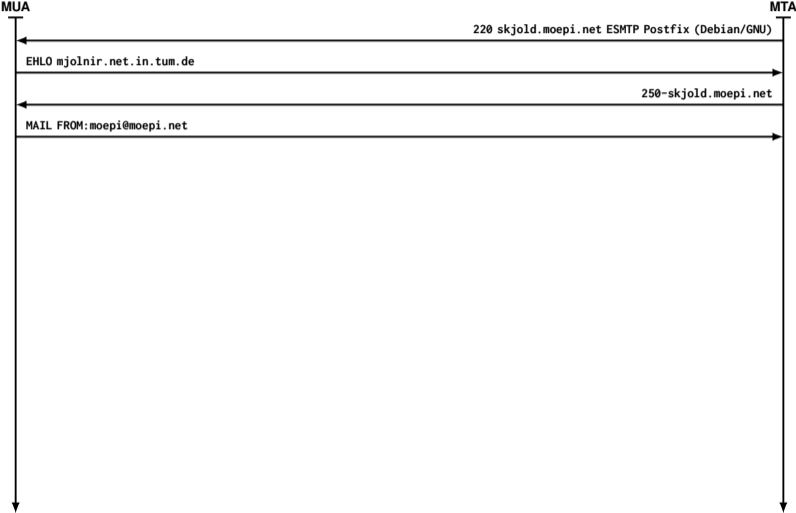 MUA MTA
220 skjold.moepi.net ESMTP Postfix (Debian/GNU)
EHLO mjolnir.net.in.tum.de
250-skjold.moepi.net
MAIL FROM:moepi@moepi.net